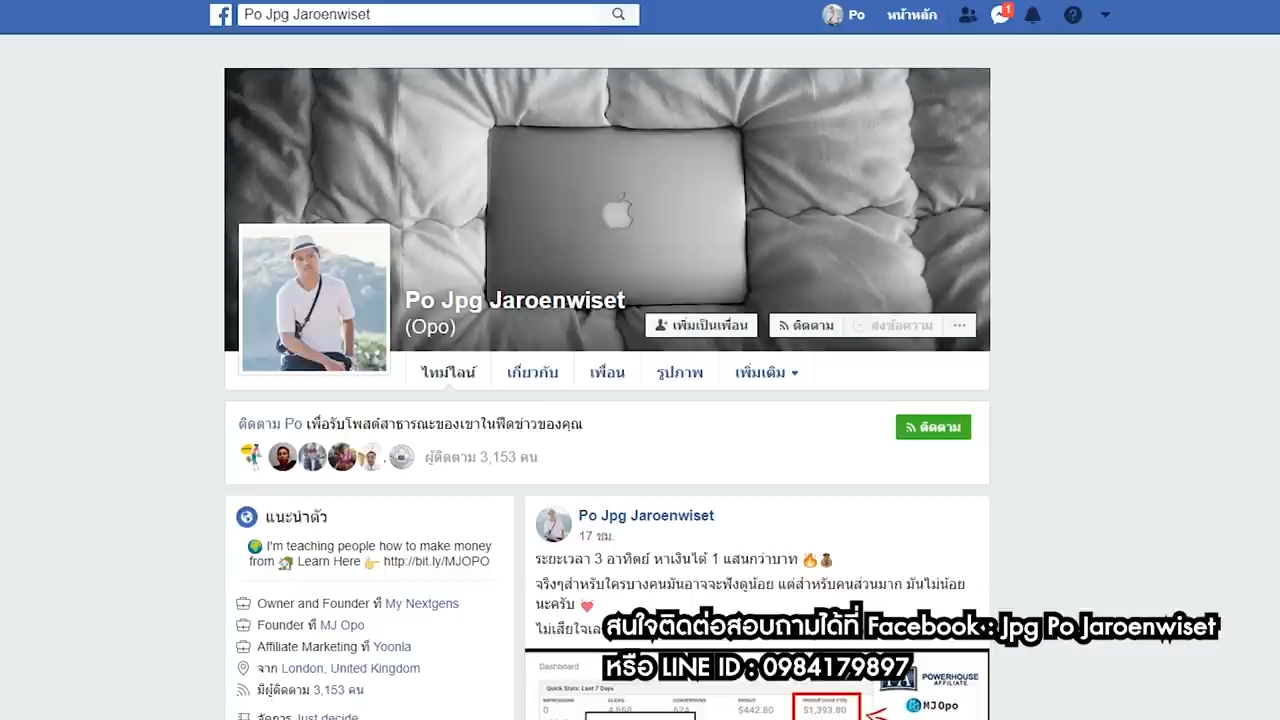 Po Jpg Jaroenwiset
Po
หน้าหลัก
1
Po Jpg Jaroenwiset
(Opo)
เพิ่มเป็นเพื่อน
ติดตาม
ส่งข้อความ
ไทม์ไลน์
เกี่ยวกับ
เพื่อน
รูปภาพ
เพิ่มเติม
ติดตาม Po เพื่อรับโพสต์สาธารณะของเขาในฟีดข่าวของคุณ
ติดตาม
ผู้ติดตาม 3,153 คน
แนะนำตัว
🌍 I'm teaching people how to make money
from 🏡 Learn Here 👉 http://bit.ly/MJOPO
Owner and Founder ที่ My Nextgens
Founder ที่ MJ Opo
Affiliate Marketing ที่ Yoonla
จาก London, United Kingdom
มีผู้ติดตาม 3,153 คน
จัดการ Just decide
Po Jpg Jaroenwiset
17 ชม.
ระยะเวลา 3 อาทิตย์ หาเงินได้ 1 แสนกว่าบาท 🔥💰
จริงๆสำหรับใครบางคนมันอาจจะฟังดูน้อย แต่สำหรับคนส่วนมาก มันไม่น้อย
นะครับ 💓
ไม่เสียใจเล
สนใจติดต่อสอบถามได้ที่ Facebook : Jpg Po Jaroenwiset
หรือ LINE ID : 0984179897
Dashboard
Quick Stats: Last 7 Days
IMPRESSIONS
CLICKS
CONVERSIONS
PAYOUT
0
4,868
574
$442.80
$1,393.80
POWERHOUSE
AFFILIATE
MJ Opo